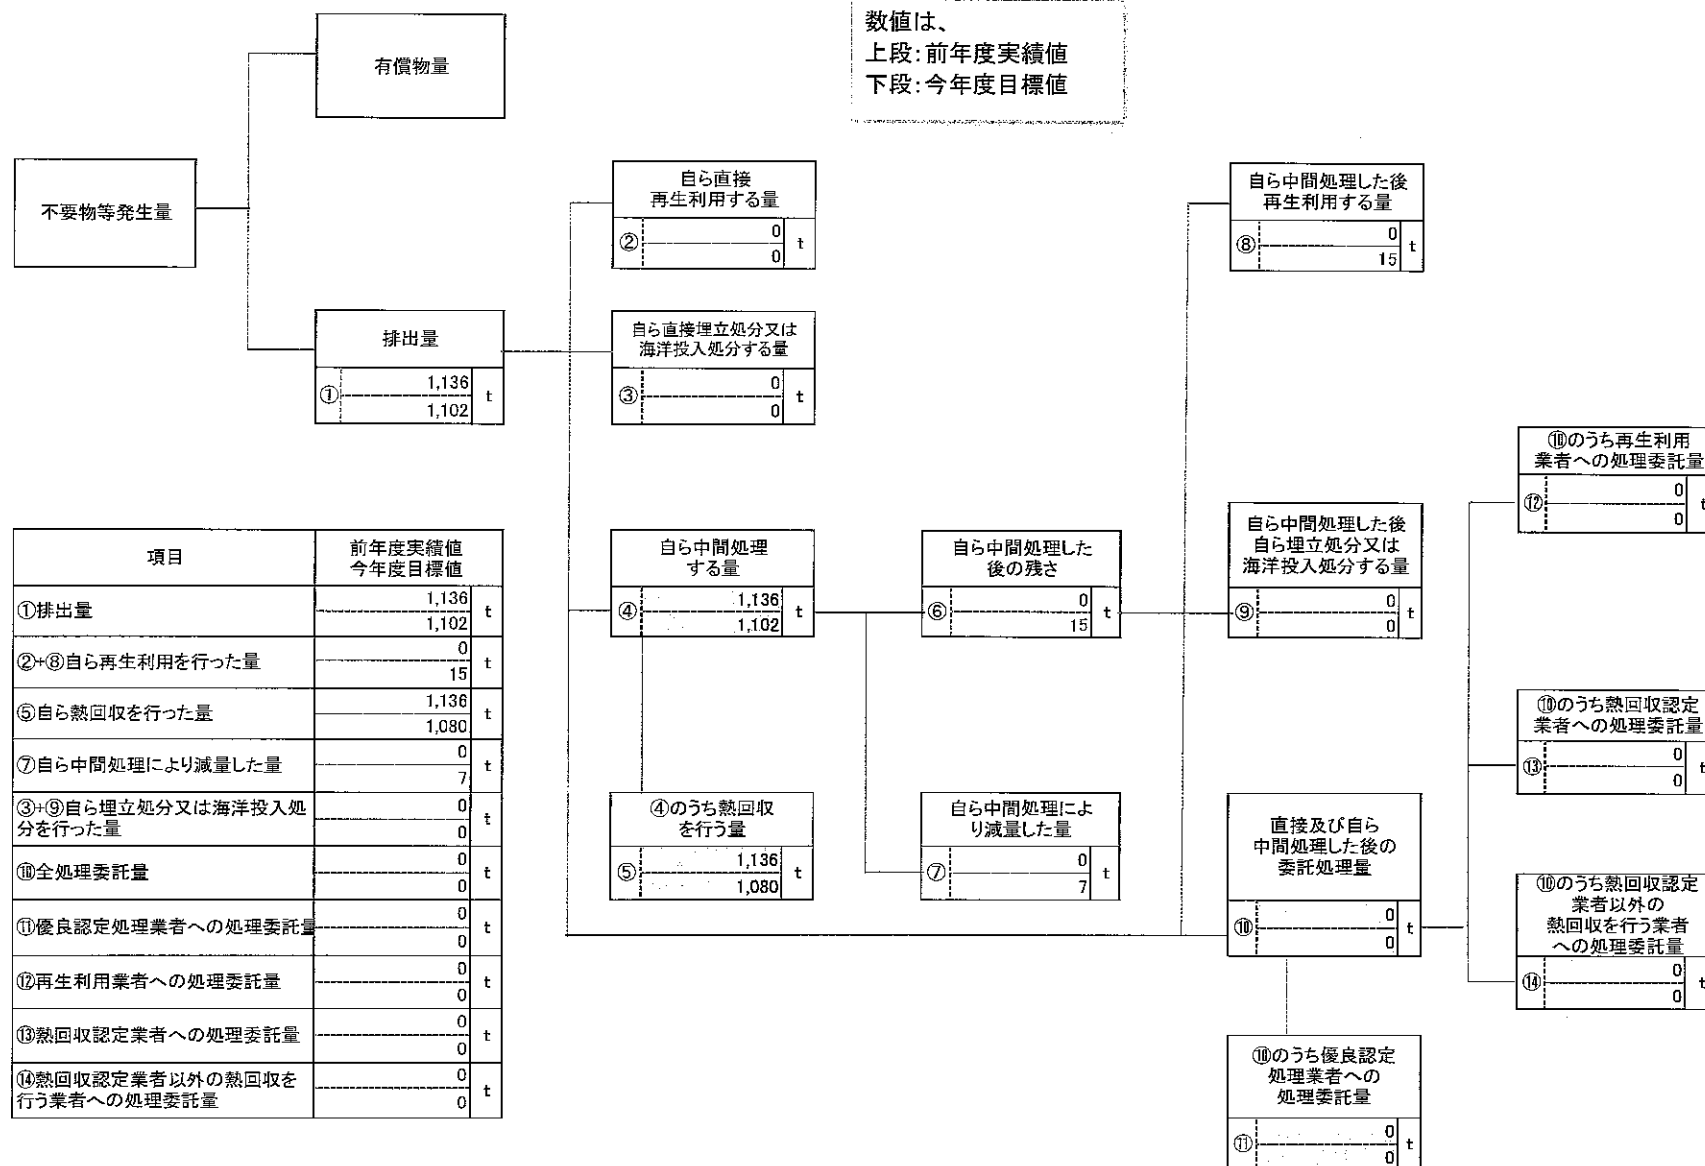 数値は、
上段:前年度実績値
下段:今年度目標値
有償物量
不要物等発生量
排出量
① 1,136 t
1,102
自ら直接
再生利用する量
② 0 t
0
自ら直接埋立処分又は
海洋投入処分する量
③ 0 t
0
自ら中間処理
する量
④ 1,136 t
1,102
④のうち熱回収
を行う量
⑤ 1,136 t
1,080
自ら中間処理した
後の残さ
⑥ 0 t
15
自ら中間処理によ
り減量した量
⑦ 0 t
7
自ら中間処理した後
再生利用する量
⑧ 0 t
15
自ら中間処理した後
自ら埋立処分又は
海洋投入処分する量
⑨ 0 t
0
直接及び自ら
中間処理した後の
委託処理量
⑩ 0 t
0
⑩のうち優良認定
処理業者への
処理委託量
⑪ 0 t
0
⑩のうち再生利用
業者への処理委託量
⑫ 0 t
0
⑩のうち熱回収認定
業者への処理委託量
⑬ 0 t
0
⑩のうち熱回収認定
業者以外の
熱回収を行う業者
への処理委託量
⑭ 0 t
0
項目
前年度実績値
今年度目標値
①排出量 1,136 t
1,102
②+⑧自ら再生利用を行った量 0 t
15
⑤自ら熱回収を行った量 1,136 t
1,080
⑦自ら中間処理により減量した量 0 t
7
③+⑨自ら埋立処分又は海洋投入処
分を行った量 0 t
0
⑩全処理委託量 0 t
0
⑪優良認定処理業者への処理委託量 0 t
0
⑫再生利用業者への処理委託量 0 t
0
⑬熱回収認定業者への処理委託量 0 t
0
⑭熱回収認定業者以外の熱回収を
行う業者への処理委託量 0 t
0